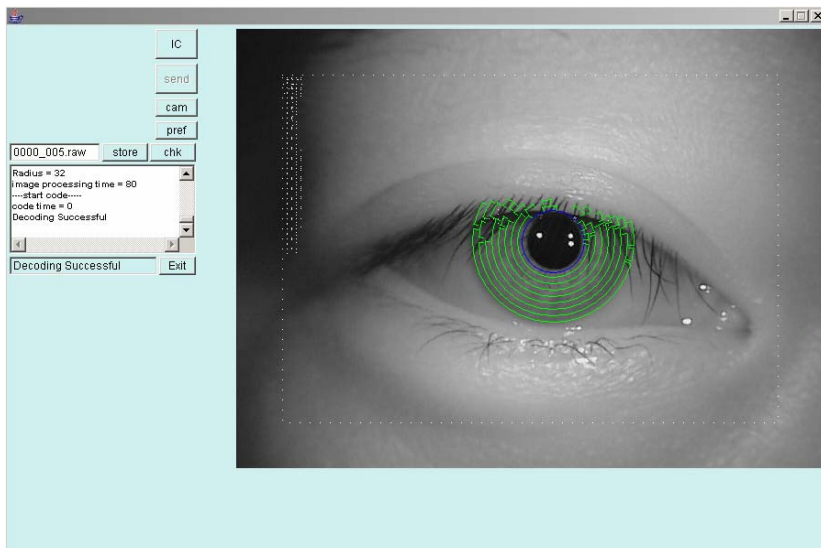 IC
send
cam
pref
0000_005.raw store chk
Radius = 32
image processing time = 80
----start code-----
code time = 0
Decoding Successful
Decoding Successful Exit